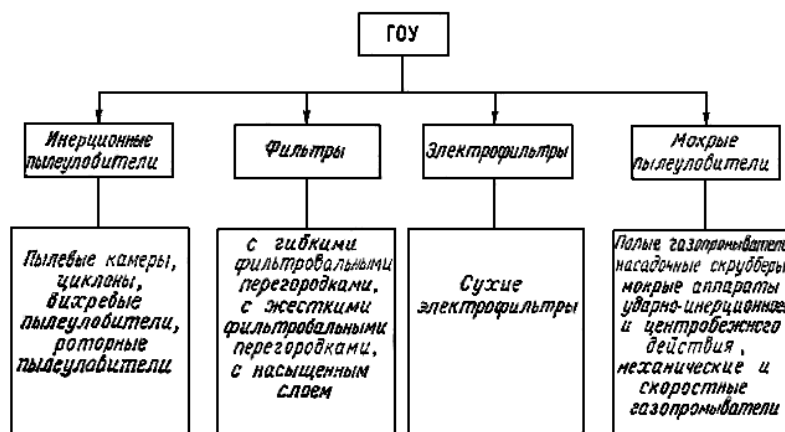 ГОУ
Инерционные
пылеуловители
Фильтры
Электрофильтры
Мокрые
пылеуловители
Пылевые камеры,
циклоны,
вихревые
пылеуловители,
роторные
пылеуловители
с гибкими
фильтровальными
перегородками,
с жесткими
фильтровальными
перегородками,
с насыщенным
слоем
Сухие
электрофильтры
Полые газопромыватели
насадочные скрубберы
мокрые аппараты
ударно-инерционного
и центробежного
действия,
механические и
скоростные
газопромыватели